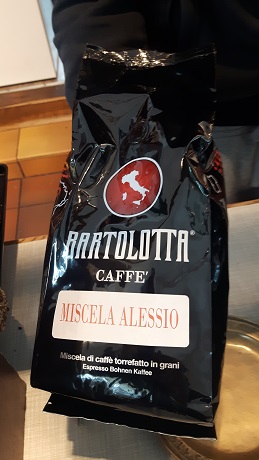 BARTOLOTTA®
CAFFE'
MISCELA ALESSIO
Miscela di caffè torrefatto in grani
Espresso Bohnen Kaffee